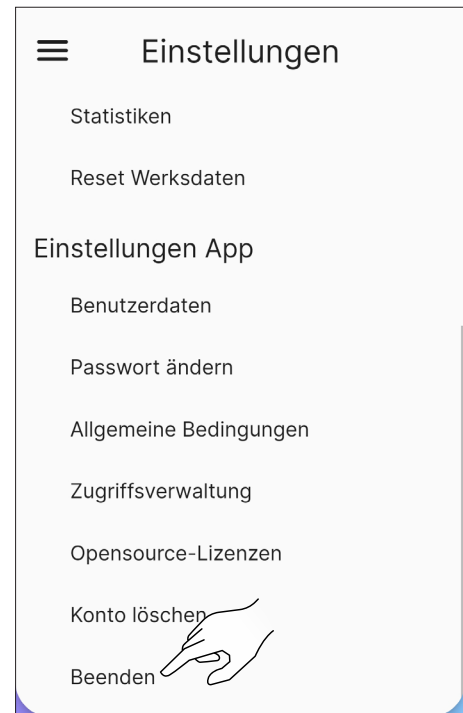 Einstellungen
Statistiken
Reset Werksdaten
Einstellungen App
Benutzerdaten
Passwort ändern
Allgemeine Bedingungen
Zugriffsverwaltung
Opensource-Lizenzen
Konto löschen
Beenden